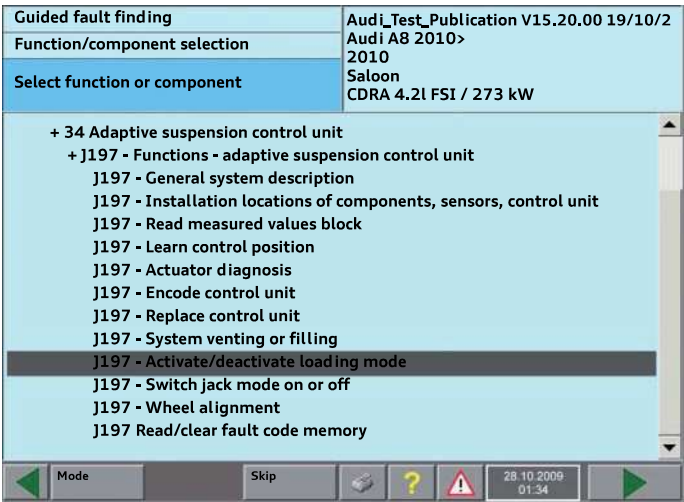 Guided fault finding
Function/component selection
Select function or component
Audi_Test_Publication V15.20.00 19/10/2
Audi A8 2010>
2010
Saloon
CDRA 4.2l FSI / 273 kW
+ 34 Adaptive suspension control unit
+ J197 - Functions - adaptive suspension control unit
J197 - General system description
J197 - Installation locations of components, sensors, control unit
J197 - Read measured values block
J197 - Learn control position
J197 - Actuator diagnosis
J197 - Encode control unit
J197 - Replace control unit
J197 - System venting or filling
J197 - Activate/deactivate loading mode
J197 - Switch jack mode on or off
J197 - Wheel alignment
J197 Read/clear fault code memory
Mode
Skip
?
28.10.2009
01:34